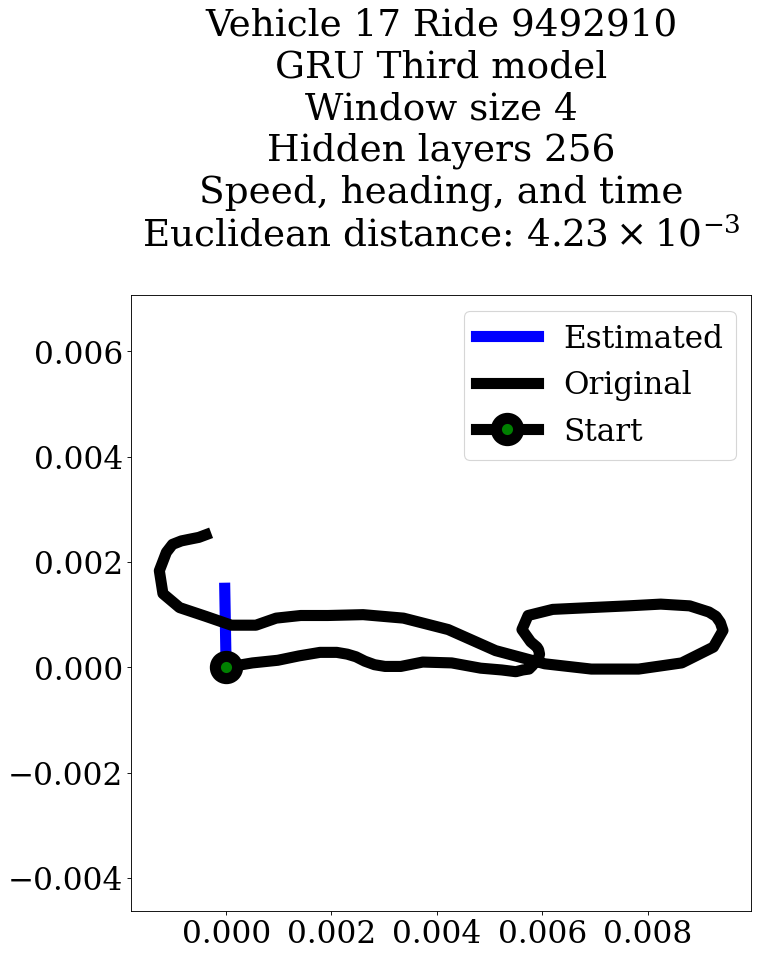 Vehicle 17 Ride 9492910
GRU Third model
Window size 4
Hidden layers 256
Speed, heading, and time
Euclidean distance: 4.23 × 10⁻³
Estimated
Original
Start
0.006
0.004
0.002
0.000
−0.002
−0.004
0.000 0.002 0.004 0.006 0.008